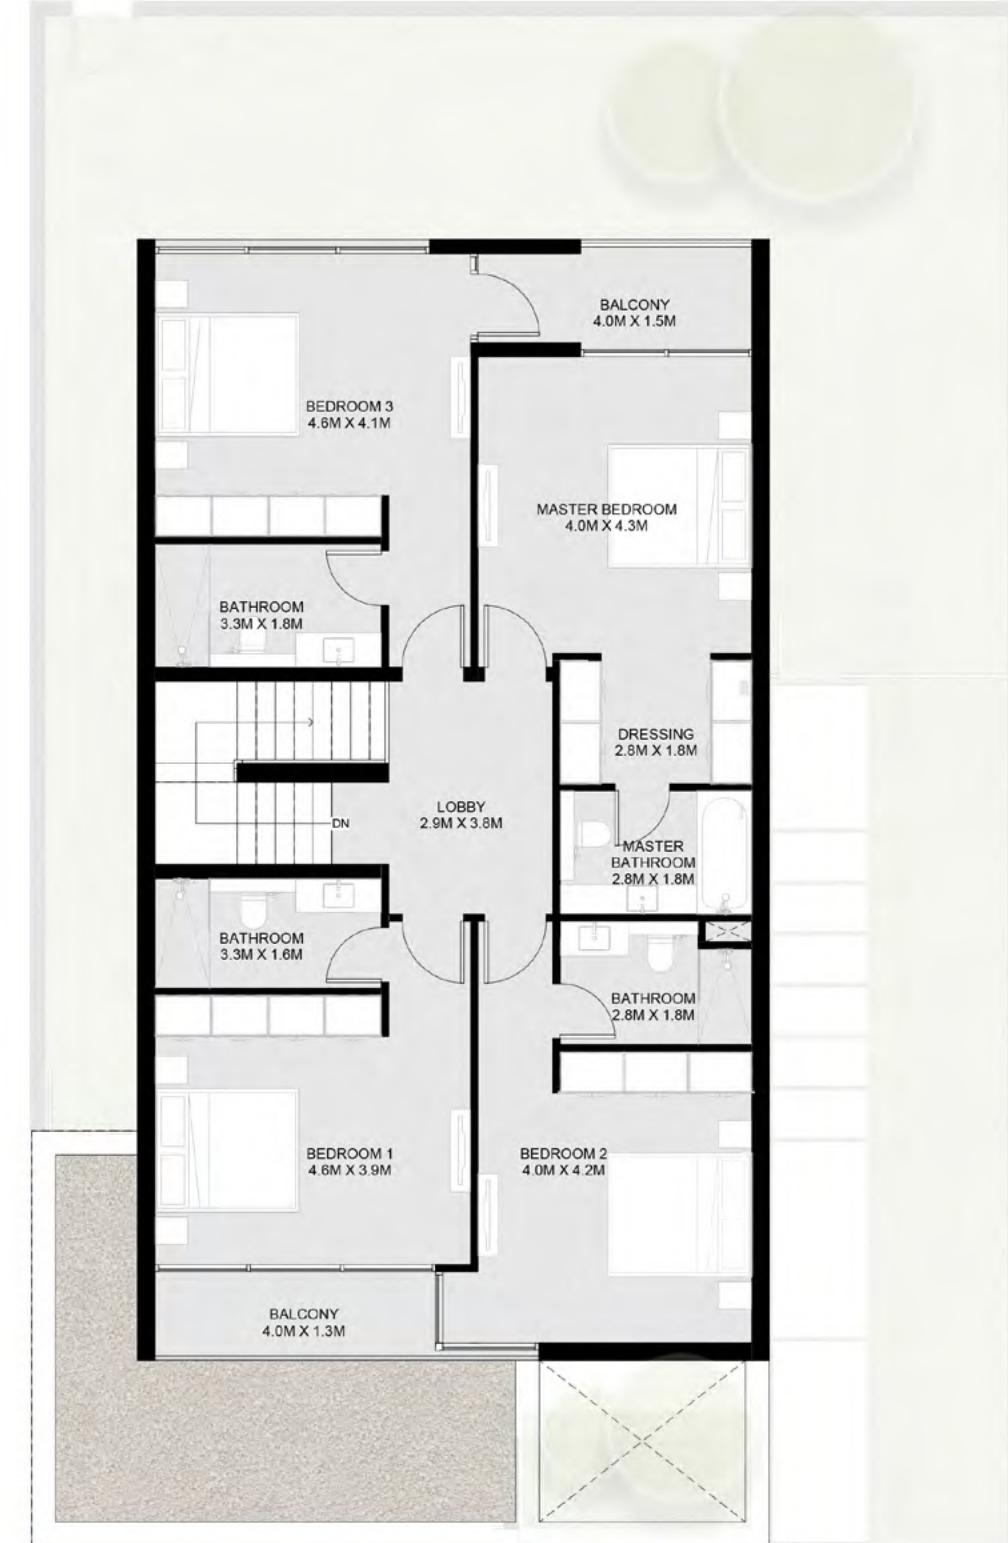 BALCONY
4.0M X 1.5M
BEDROOM 3
4.6M X 4.1M
MASTER BEDROOM
4.0M X 4.3M
BATHROOM
3.3M X 1.8M
DRESSING
2.8M X 1.8M
LOBBY
2.9M X 3.8M
DN
MASTER
BATHROOM
2.8M X 1.8M
BATHROOM
3.3M X 1.6M
BATHROOM
2.8M X 1.8M
BEDROOM 1
4.6M X 3.9M
BEDROOM 2
4.0M X 4.2M
BALCONY
4.0M X 1.3M